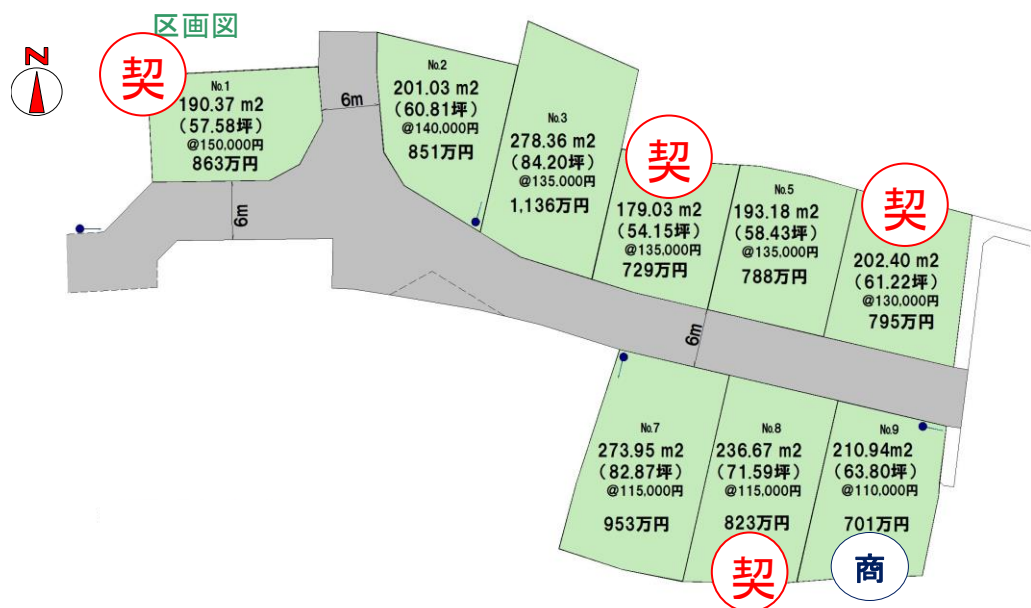 区画図
N
契
No.1
190.37 m2
(57.58坪)
@150,000円
863万円
6m
No.2
201.03 m2
(60.81坪)
@140,000円
851万円
No.3
278.36 m2
(84.20坪)
@135.000円
1,136万円
契
179.03 m2
(54.15坪)
@135,000円
729万円
No.5
193.18 m2
(58.43坪)
@135,000円
788万円
契
202.40 m2
(61.22坪)
@130,000円
795万円
6m
6m
No.7
273.95 m2
(82.87坪)
@115,000円
953万円
No.8
236.67 m2
(71.59坪)
@115,000円
823万円
契
No.9
210.94m2
(63.80坪)
@110,000円
701万円
商